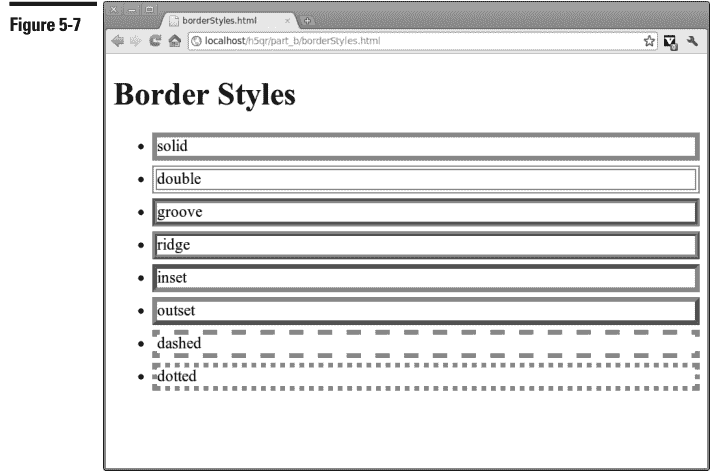 Figure 5-7
borderStyles.html
localhost/h5qr/part_b/borderStyles.html
Border Styles
solid
double
groove
ridge
inset
outset
dashed
dotted